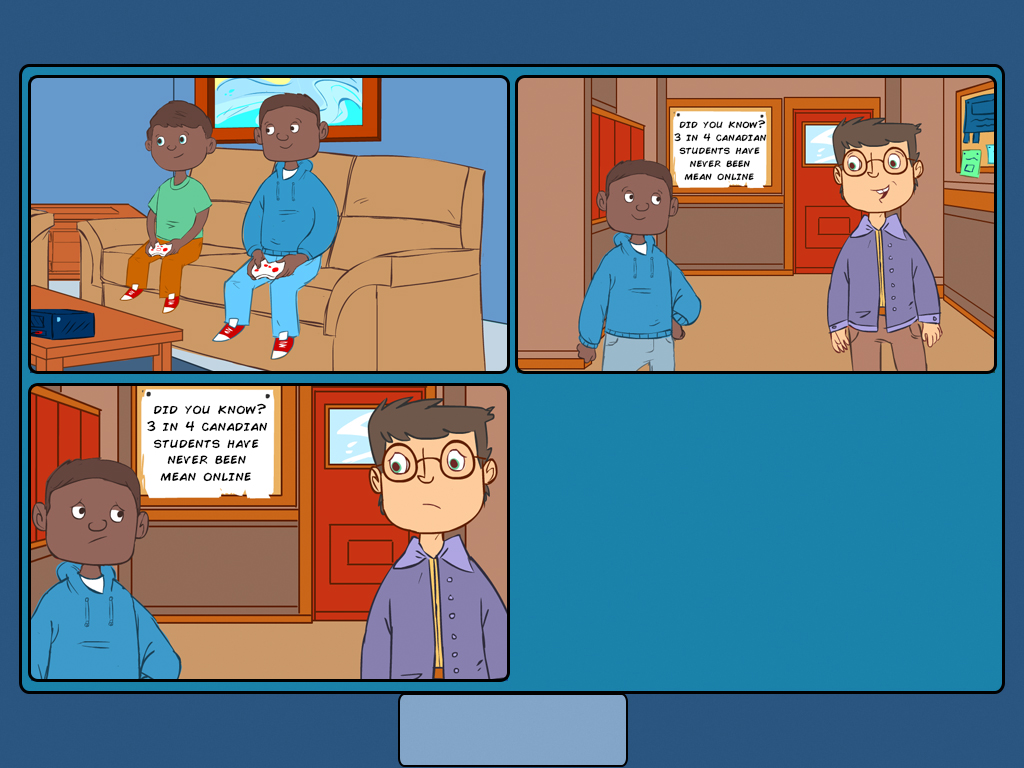 DID YOU KNOW?
3 IN 4 CANADIAN
STUDENTS HAVE
NEVER BEEN
MEAN ONLINE
DID YOU KNOW?
3 IN 4 CANADIAN
STUDENTS HAVE
NEVER BEEN
MEAN ONLINE